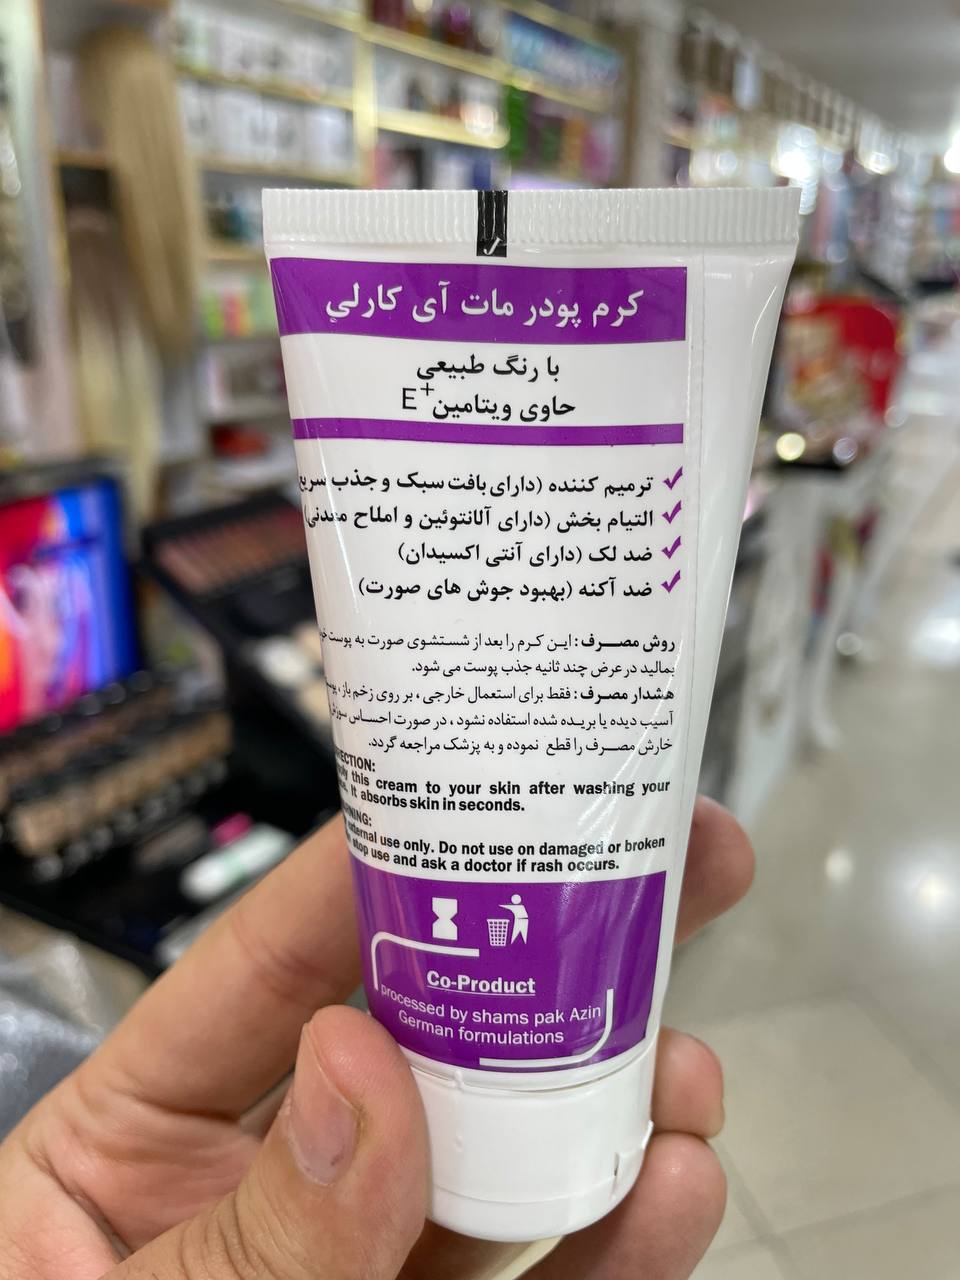 کرم پودر مات آی کارلی
با رنگ طبیعی
حاوی ویتامین E+
ترمیم کننده (دارای بافت سبک و جذب سریع
التیام بخش (دارای آلانتوئین و املاح معدنی)
ضد لک (دارای آنتی اکسیدان)
ضد آکنه (بهبود جوش های صورت)
روش مصرف: این کرم را بعد از شستشوی صورت به پوست
بمالید در عرض چند ثانیه جذب پوست می شود.
هشدار مصرف: فقط برای استعمال خارجی، بر روی زخم باز،
آسیب دیده یا بریده شده استفاده نشود، در صورت احساس سوزش
خارش مصرف را قطع نموده و به پزشک مراجعه گردد.
this cream to your skin after washing your
It absorbs skin in seconds.
use only. Do not use on damaged or broken
stop use and ask a doctor if rash occurs.
Co-Product
processed by shams pak Azin
German formulations